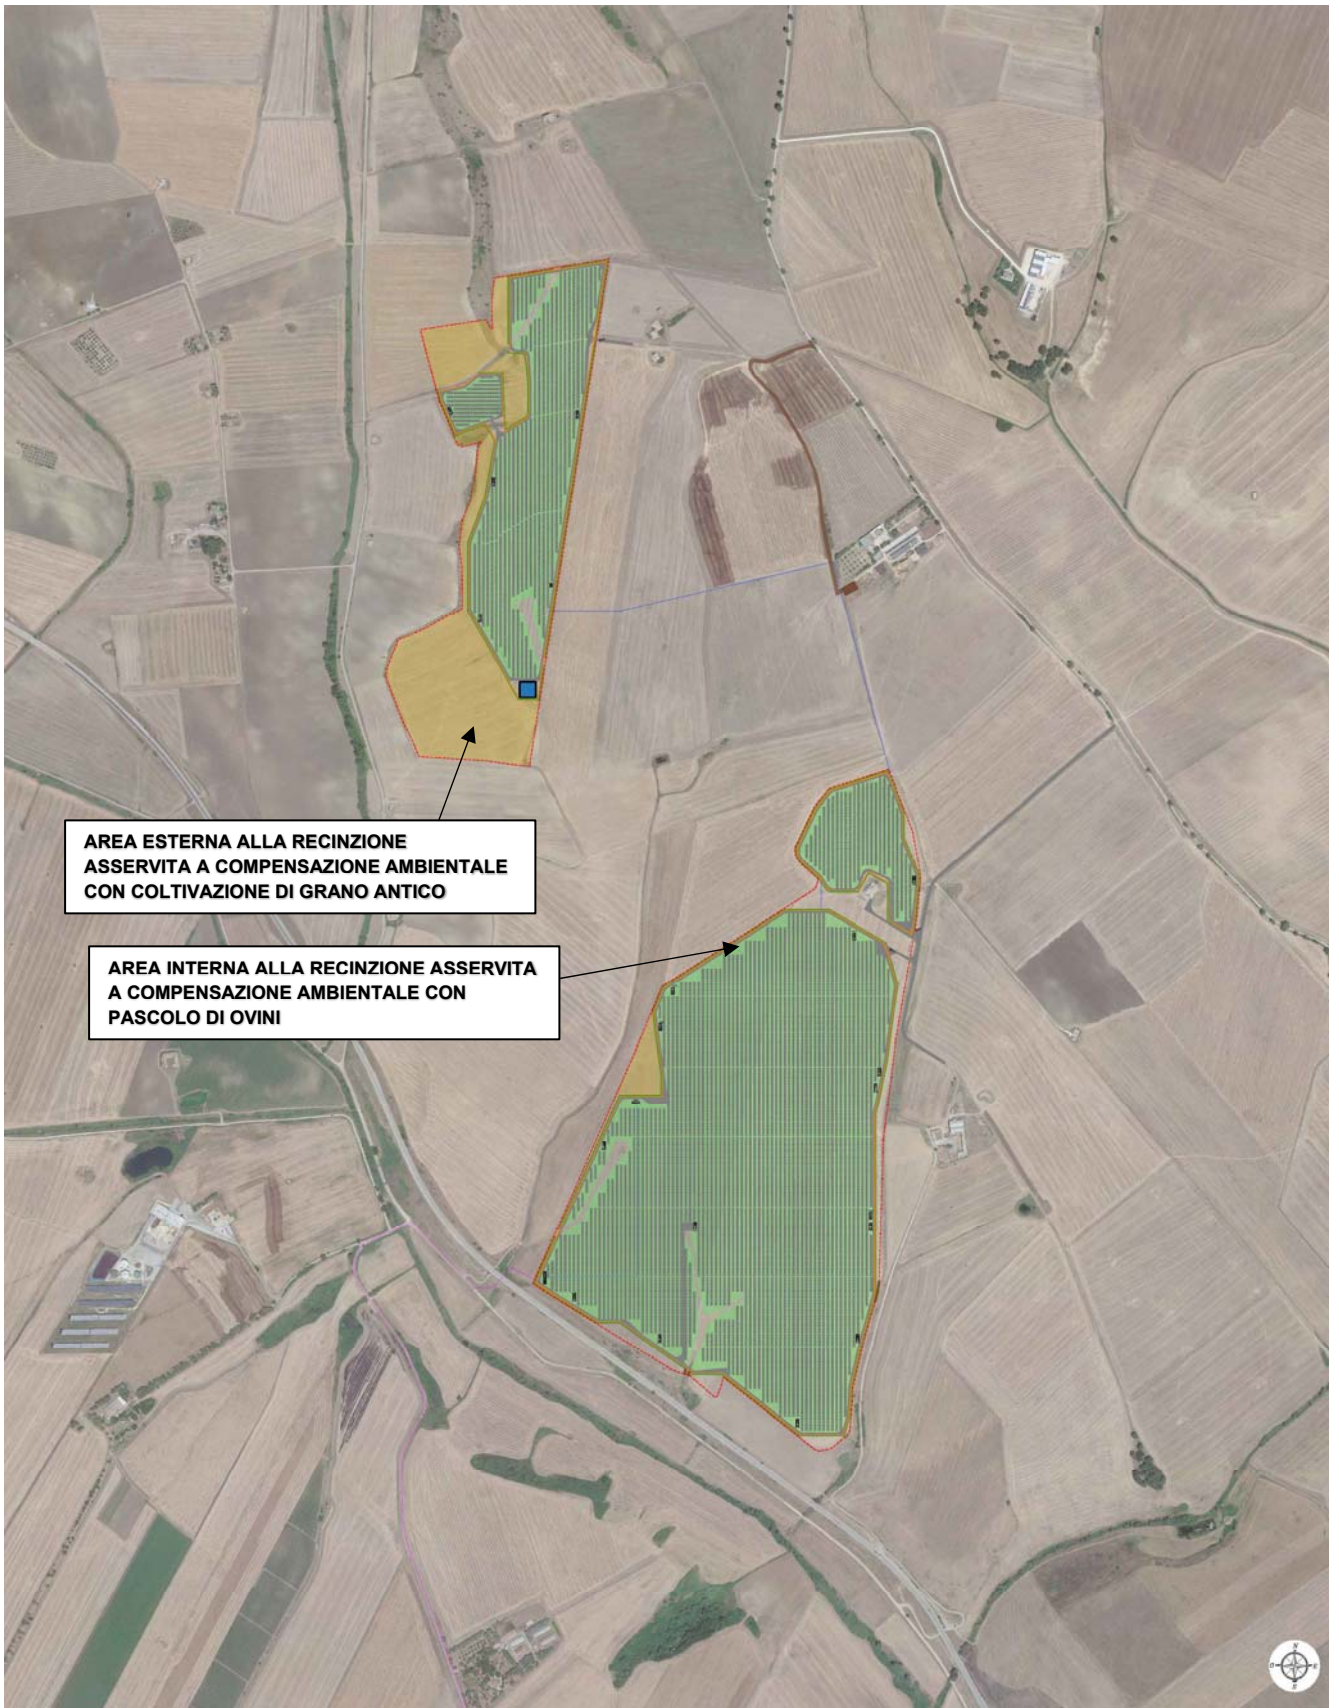 AREA ESTERNA ALLA RECINZIONE
ASSERVITA A COMPENSAZIONE AMBIENTALE
CON COLTIVAZIONE DI GRANO ANTICO
AREA INTERNA ALLA RECINZIONE ASSERVITA
A COMPENSAZIONE AMBIENTALE CON
PASCOLO DI OVINI
N
O E
S